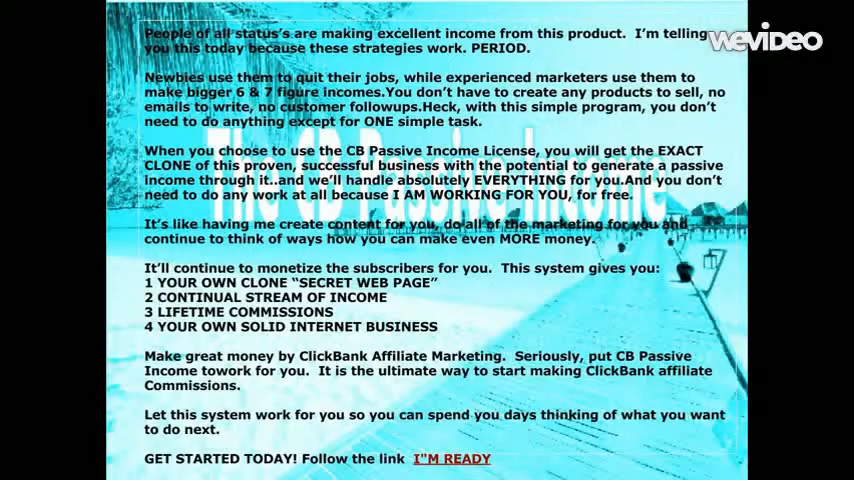 People of all status's are making excellent income from this product.  I'm telling
you this today because these strategies work. PERIOD.
wevideo
Newbies use them to quit their jobs, while experienced marketers use them to
make bigger 6 & 7 figure incomes.You don't have to create any products to sell, no
emails to write, no customer followups.Heck, with this simple program, you don't
need to do anything except for ONE simple task.
The CB Passive Income
When you choose to use the CB Passive Income License, you will get the EXACT
CLONE of this proven, successful business with the potential to generate a passive
income through it..and we'll handle absolutely EVERYTHING for you.And you don't
need to do any work at all because I AM WORKING FOR YOU, for free.
It's like having me create content for you, do all of the marketing for you and
continue to think of ways how you can make even MORE money.
It'll continue to monetize the subscribers for you.  This system gives you:
1 YOUR OWN CLONE "SECRET WEB PAGE"
2 CONTINUAL STREAM OF INCOME
3 LIFETIME COMMISSIONS
4 YOUR OWN SOLID INTERNET BUSINESS
Make great money by ClickBank Affiliate Marketing.  Seriously, put CB Passive
Income towork for you.  It is the ultimate way to start making ClickBank affiliate
Commissions.
Let this system work for you so you can spend you days thinking of what you want
to do next.
GET STARTED TODAY! Follow the link  I"M READY